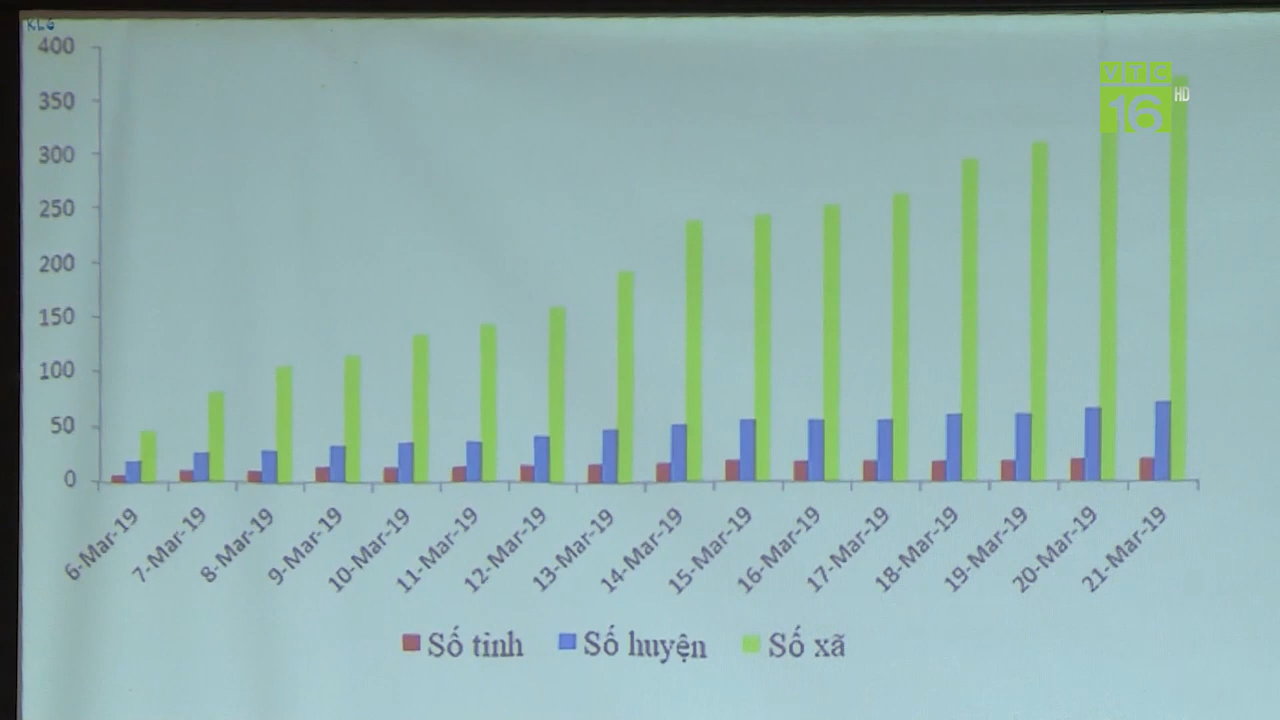 KLG
400
350
300
250
200
150
100
50
0
VTC
16
HD
6-Mar-19
7-Mar-19
8-Mar-19
9-Mar-19
10-Mar-19
11-Mar-19
12-Mar-19
13-Mar-19
14-Mar-19
15-Mar-19
16-Mar-19
17-Mar-19
18-Mar-19
19-Mar-19
20-Mar-19
21-Mar-19
Số tỉnh Số huyện Số xã